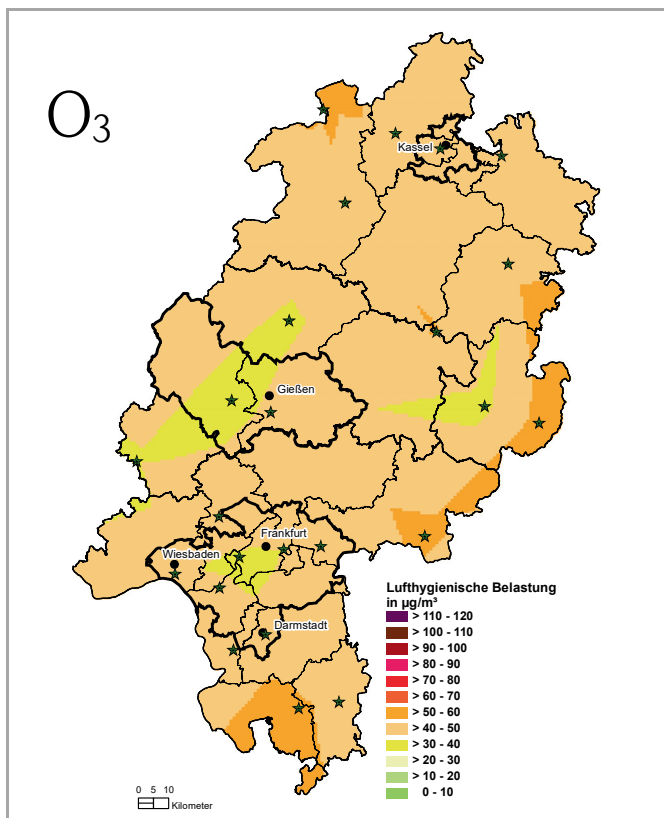 O₃
Kassel
Gießen
Frankfurt
Wiesbaden
Darmstadt
Lufthygienische Belastung
in µg/m³
> 110 - 120
> 100 - 110
> 90 - 100
> 80 - 90
> 70 - 80
> 60 - 70
> 50 - 60
> 40 - 50
> 30 - 40
> 20 - 30
> 10 - 20
0 - 10
0 5 10
Kilometer